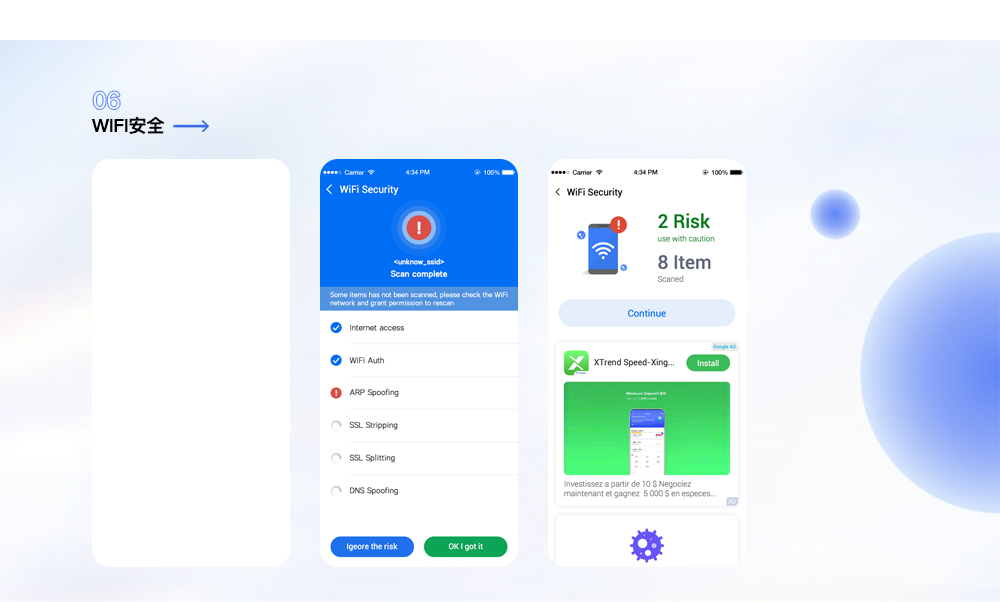 06
WIFI安全
Carrier 4:34 PM 100%
WiFi Security
!
<unknow_ssid>
Scan complete
Some items has not been scanned, please check the WiFi
network and grant permission to rescan
Internet access
WiFi Auth
! ARP Spoofing
SSL Stripping
SSL Splitting
DNS Spoofing
Igeore the risk
OK I got it
Carrier 4:34 PM 100%
WiFi Security
!
2 Risk
use with caution
8 Item
Scaned
Continue
Google AD
XTrend Speed-Xing...
Install
Minimum Deposit $10
Investissez a partir de 10 $ Negociez
maintenant et gagnez 5 000 $ en especes...
AD